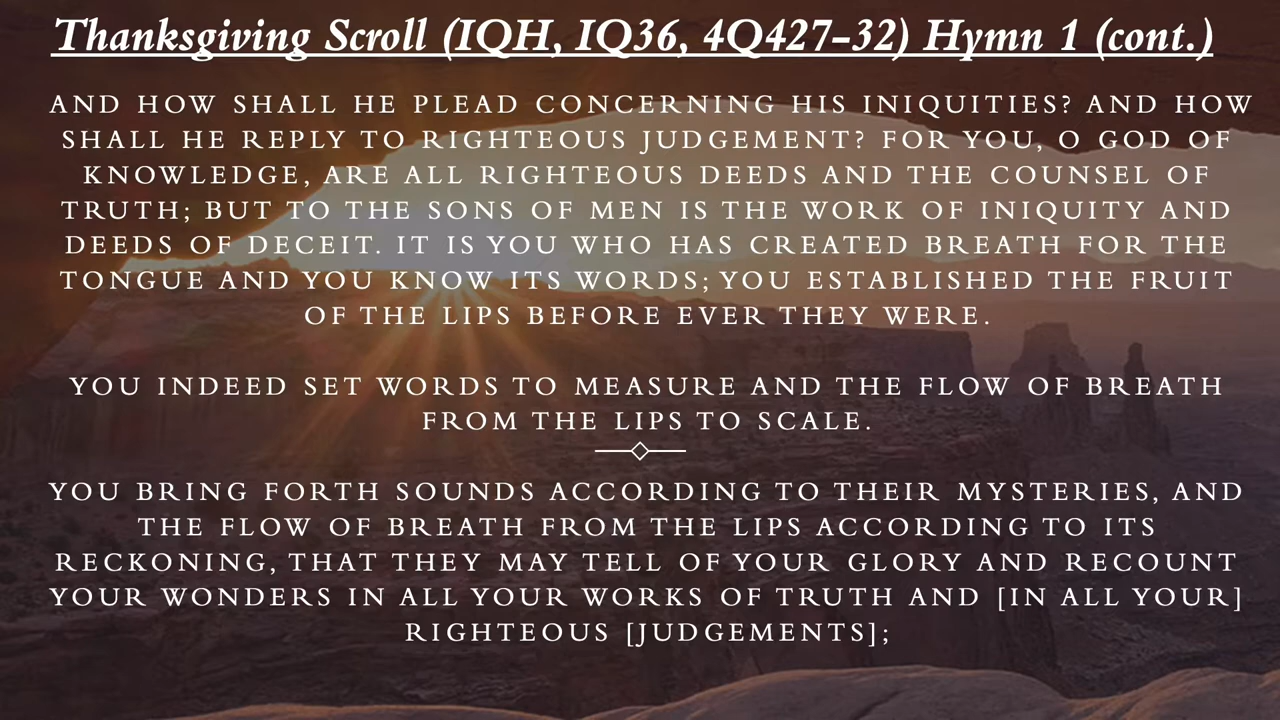 Thanksgiving Scroll (IQH, IQ36, 4Q427-32) Hymn 1 (cont.)
AND HOW SHALL HE PLEAD CONCERNING HIS INIQUITIES? AND HOW
SHALL HE REPLY TO RIGHTEOUS JUDGEMENT? FOR YOU, O GOD OF
KNOWLEDGE, ARE ALL RIGHTEOUS DEEDS AND THE COUNSEL OF
TRUTH; BUT TO THE SONS OF MEN IS THE WORK OF INIQUITY AND
DEEDS OF DECEIT. IT IS YOU WHO HAS CREATED BREATH FOR THE
TONGUE AND YOU KNOW ITS WORDS; YOU ESTABLISHED THE FRUIT
OF THE LIPS BEFORE EVER THEY WERE.
YOU INDEED SET WORDS TO MEASURE AND THE FLOW OF BREATH
FROM THE LIPS TO SCALE.
YOU BRING FORTH SOUNDS ACCORDING TO THEIR MYSTERIES, AND
THE FLOW OF BREATH FROM THE LIPS ACCORDING TO ITS
RECKONING, THAT THEY MAY TELL OF YOUR GLORY AND RECOUNT
YOUR WONDERS IN ALL YOUR WORKS OF TRUTH AND [IN ALL YOUR]
RIGHTEOUS [JUDGEMENTS];